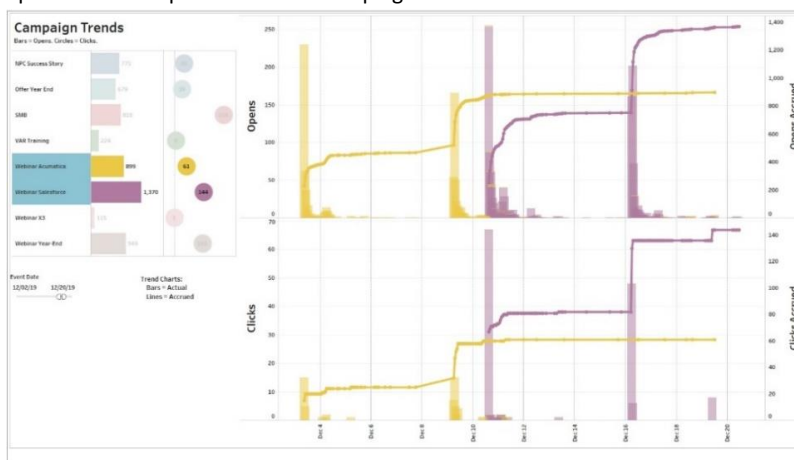 Campaign Trends
Bars = Opens. Circles = Clicks.
NPC Success Story
Offer Year End
SMB
VAR Training
Webinar Acumatica 899 61
Webinar Salesforce 1,370 144
Webinar X3
Webinar Year End
Event Date
12/02/19 12/20/19
Trend Charts:
Bars = Actual
Lines = Accrued
Opens
250
200
150
100
50
0
1,400
1,200
1,000
800
600
400
200
0
Opens Accrued
Clicks
70
60
50
40
30
20
10
0
140
120
100
80
60
40
20
0
Clicks Accrued
Dec 4
Dec 6
Dec 8
Dec 10
Dec 12
Dec 14
Dec 16
Dec 18
Dec 20